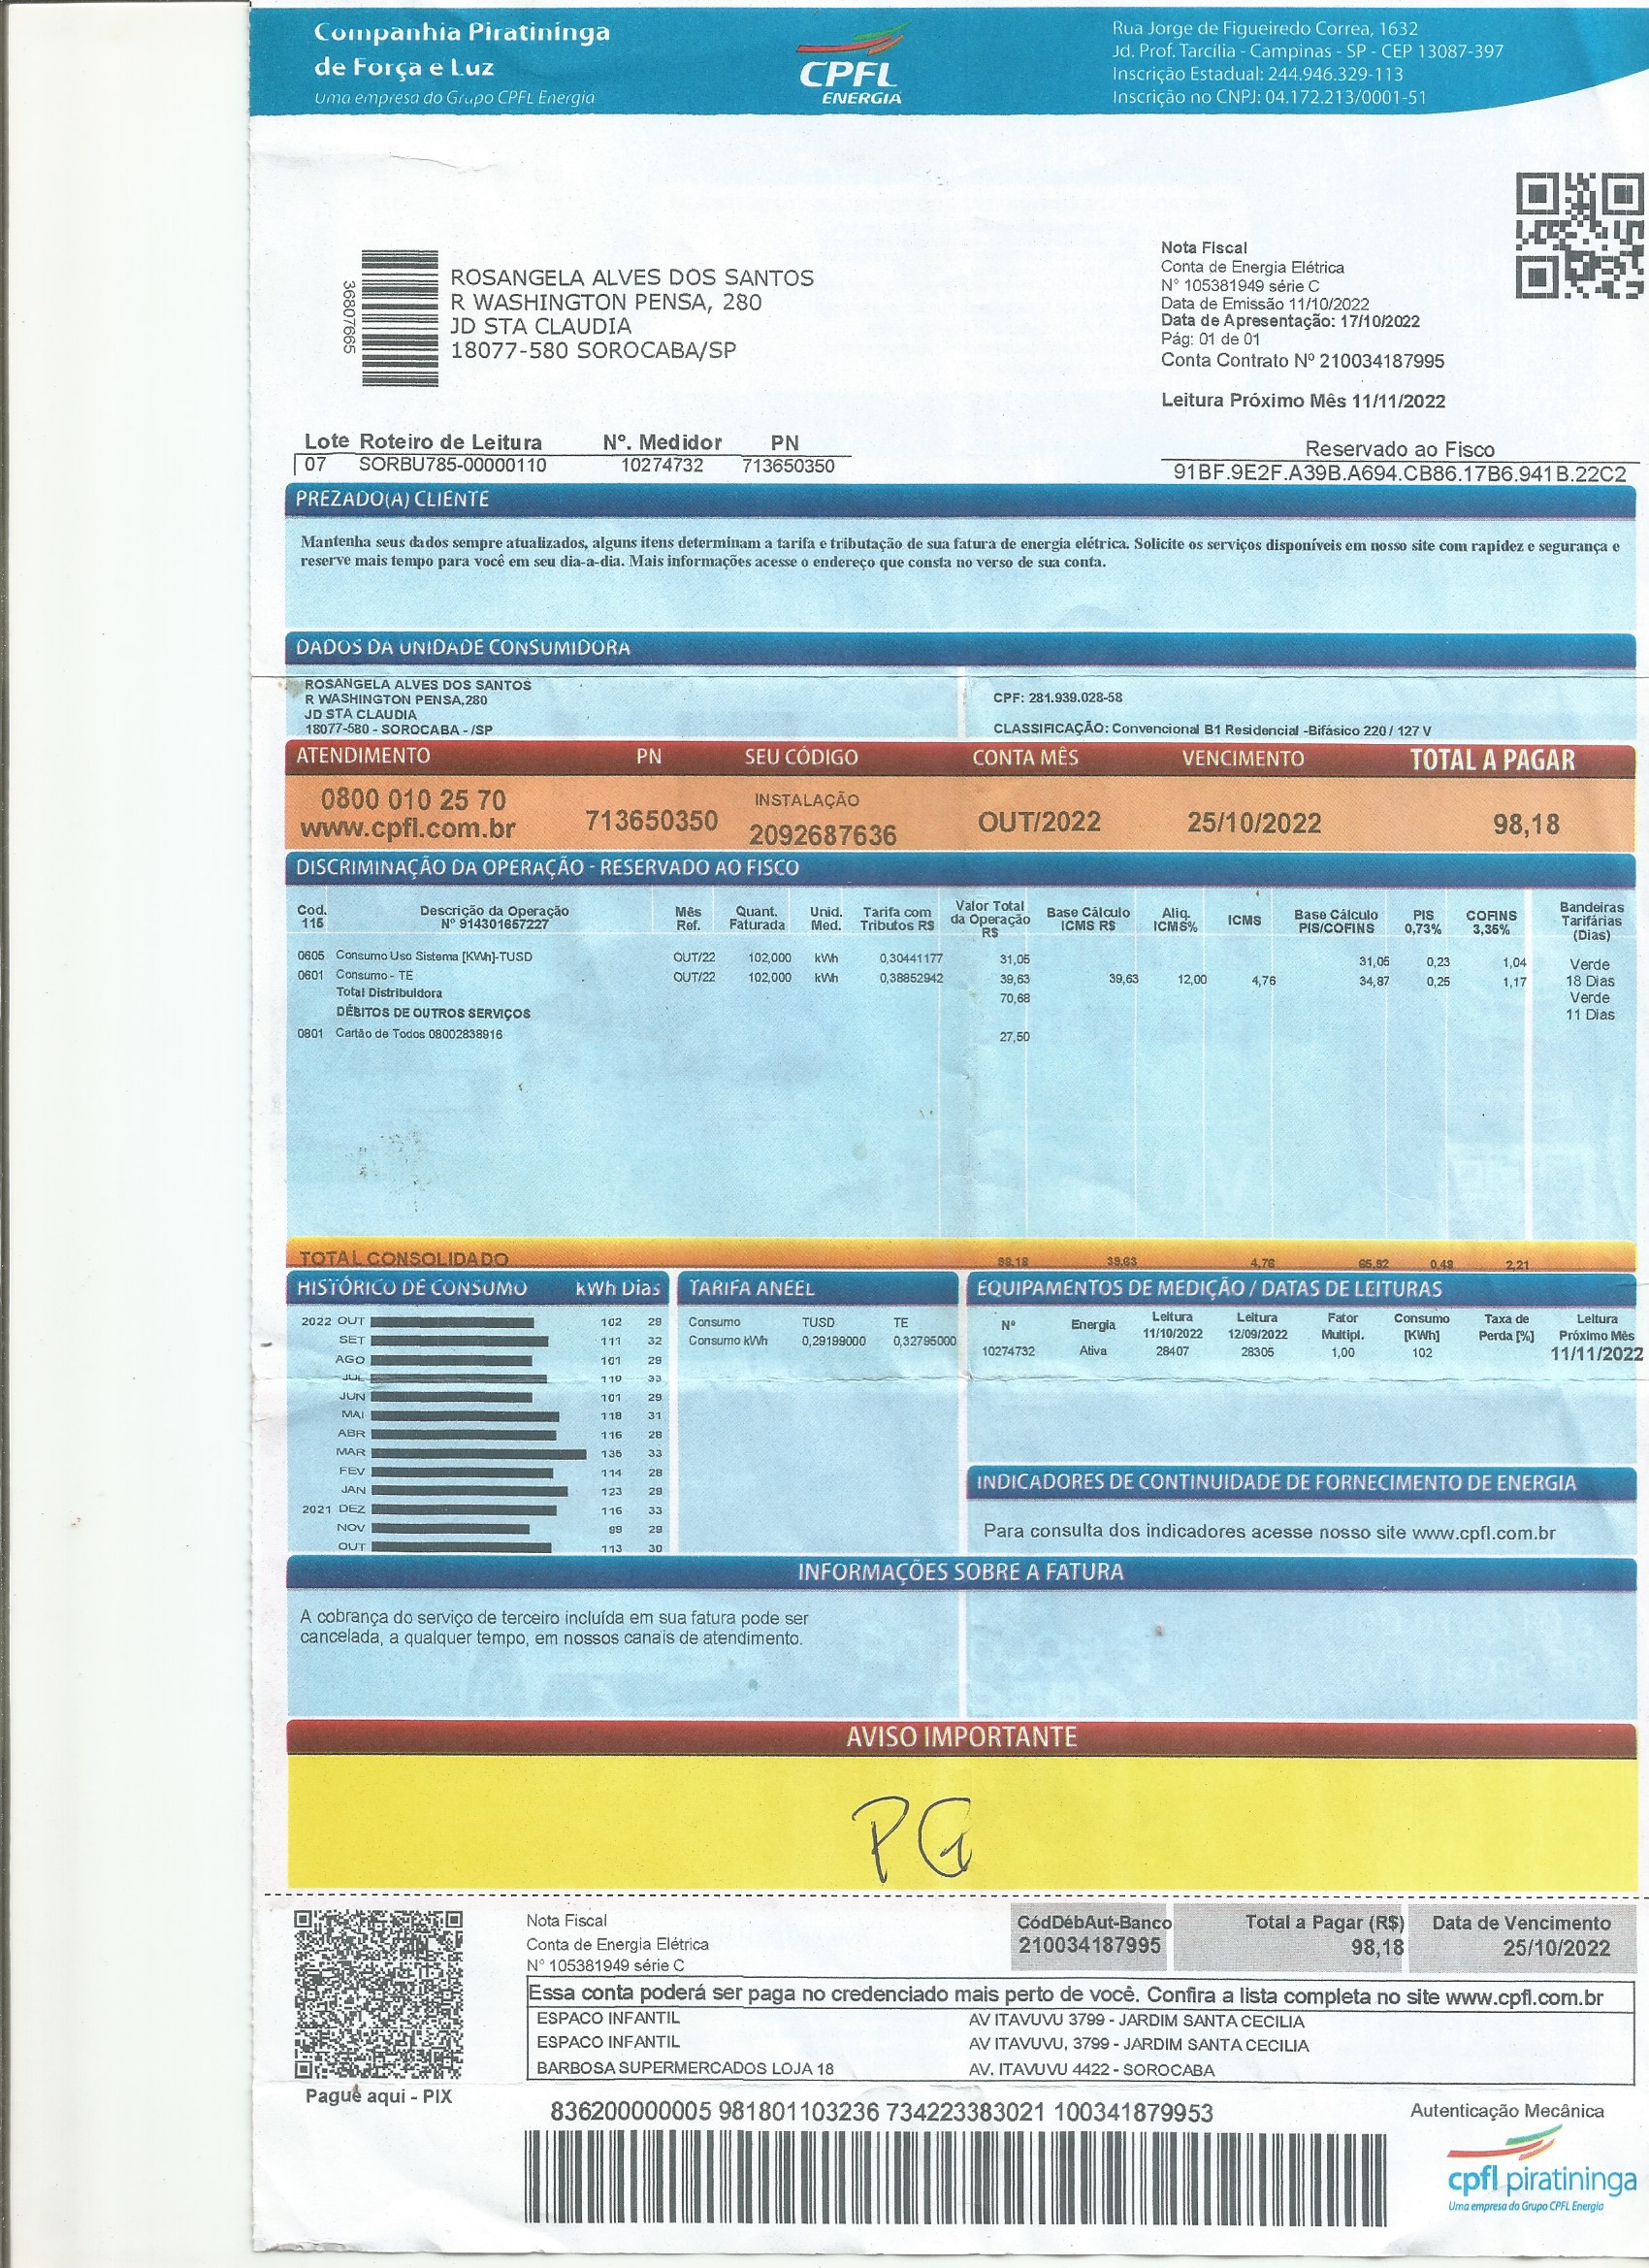 Companhia Piratininga
de Força e Luz
Uma empresa do Grupo CPFL Energia
CPFL
ENERGIA
Rua Jorge de Figueiredo Correa, 1632
Jd. Prof. Tarcília - Campinas - SP - CEP 13087-397
Inscrição Estadual: 244.946.329-113
Inscrição no CNPJ: 04.172.213/0001-51
36807665
ROSANGELA ALVES DOS SANTOS
R WASHINGTON PENSA, 280
JD STA CLAUDIA
18077-580 SOROCABA/SP
Nota Fiscal
Conta de Energia Elétrica
N° 105381949 série C
Data de Emissão 11/10/2022
Data de Apresentação: 17/10/2022
Pág: 01 de 01
Conta Contrato Nº 210034187995
Leitura Próximo Mês 11/11/2022
Lote Roteiro de Leitura Nº. Medidor PN
07 SORBU785-00000110 10274732 713650350
Reservado ao Fisco
91BF.9E2F.A39B.A694.CB86.17B6.941B.22C2
PREZADO(A) CLIENTE
Mantenha seus dados sempre atualizados, alguns itens determinam a tarifa e tributação de sua fatura de energia elétrica. Solicite os serviços disponíveis em nosso site com rapidez e segurança e
reserve mais tempo para você em seu dia-a-dia. Mais informações acesse o endereço que consta no verso de sua conta.
DADOS DA UNIDADE CONSUMIDORA
ROSANGELA ALVES DOS SANTOS
R WASHINGTON PENSA,280
JD STA CLAUDIA
18077-580 - SOROCABA - /SP
CPF: 281.939.028-58
CLASSIFICAÇÃO: Convencional B1 Residencial -Bifásico 220 / 127 V
ATENDIMENTO PN SEU CÓDIGO CONTA MÊS VENCIMENTO TOTAL A PAGAR
0800 010 25 70
www.cpfl.com.br
713650350
INSTALAÇÃO
2092687636
OUT/2022 25/10/2022 98,18
DISCRIMINAÇÃO DA OPERAÇÃO - RESERVADO AO FISCO
Cod. 115 Descrição da Operação Nº 914301657227 Mês Ref. Quant. Faturada Unid. Med. Tarifa com Tributos R$ Valor Total da Operação R$ Base Cálculo ICMS R$ Aliq. ICMS% ICMS Base Cálculo PIS/COFINS PIS 0,73% COFINS 3,35% Bandeiras Tarifárias (Dias)
0605 Consumo Uso Sistema [KWh]-TUSD OUT/22 102,000 kWh 0,30441177 31,05 31,05 0,23 1,04 Verde
0601 Consumo - TE OUT/22 102,000 kWh 0,38852942 39,63 39,63 12,00 4,76 34,87 0,25 1,17 18 Dias
Total Distribuidora 70,68 Verde
DÉBITOS DE OUTROS SERVIÇOS 11 Dias
0801 Cartão de Todos 08002838916 27,50
TOTAL CONSOLIDADO 98,18 39,63 4,76 65,92 0,48 2,21
HISTÓRICO DE CONSUMO kWh Dias
2022 OUT 102 29
SET 111 32
AGO 101 29
JUL 110 33
JUN 101 29
MAI 118 31
ABR 116 28
MAR 135 33
FEV 114 28
JAN 123 29
2021 DEZ 116 33
NOV 99 29
OUT 113 30
TARIFA ANEEL
Consumo TUSD TE
Consumo kWh 0,29199000 0,32795000
EQUIPAMENTOS DE MEDIÇÃO / DATAS DE LEITURAS
Nº Energia Leitura 11/10/2022 Leitura 12/09/2022 Fator Multipl. Consumo [KWh] Taxa de Perda [%] Leitura Próximo Mês
10274732 Ativa 28407 28305 1,00 102 11/11/2022
INDICADORES DE CONTINUIDADE DE FORNECIMENTO DE ENERGIA
Para consulta dos indicadores acesse nosso site www.cpfl.com.br
INFORMAÇÕES SOBRE A FATURA
A cobrança do serviço de terceiro incluída em sua fatura pode ser
cancelada, a qualquer tempo, em nossos canais de atendimento.
AVISO IMPORTANTE
PG
Nota Fiscal
Conta de Energia Elétrica
N° 105381949 série C
CódDébAut-Banco
210034187995
Total a Pagar (R$)
98,18
Data de Vencimento
25/10/2022
Essa conta poderá ser paga no credenciado mais perto de você. Confira a lista completa no site www.cpfl.com.br
ESPACO INFANTIL AV ITAVUVU 3799 - JARDIM SANTA CECILIA
ESPACO INFANTIL AV ITAVUVU, 3799 - JARDIM SANTA CECILIA
BARBOSA SUPERMERCADOS LOJA 18 AV. ITAVUVU 4422 - SOROCABA
Pague aqui - PIX
836200000005 981801103236 734223383021 100341879953
Autenticação Mecânica
cpfl piratininga
Uma empresa do Grupo CPFL Energia